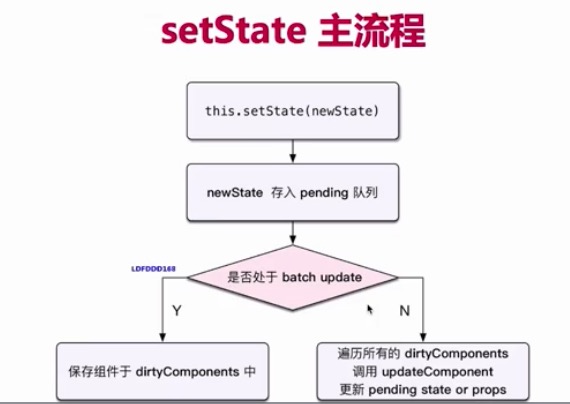 setState 主流程
this.setState(newState)
newState 存入 pending 队列
是否处于 batch update
LDFDDD168
Y
N
保存组件于 dirtyComponents 中
遍历所有的 dirtyComponents
调用 updateComponent
更新 pending state or props